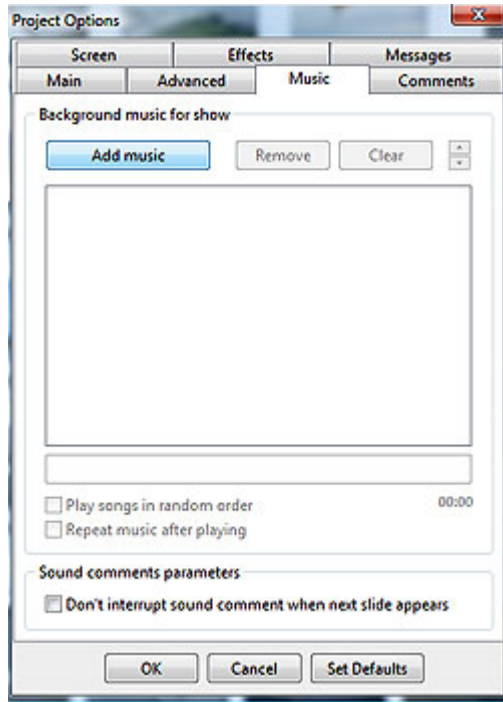 Project Options
Screen Effects Messages
Main Advanced Music Comments
Background music for show
Add music Remove Clear
00:00
Play songs in random order
Repeat music after playing
Sound comments parameters
Don't interrupt sound comment when next slide appears
OK Cancel Set Defaults